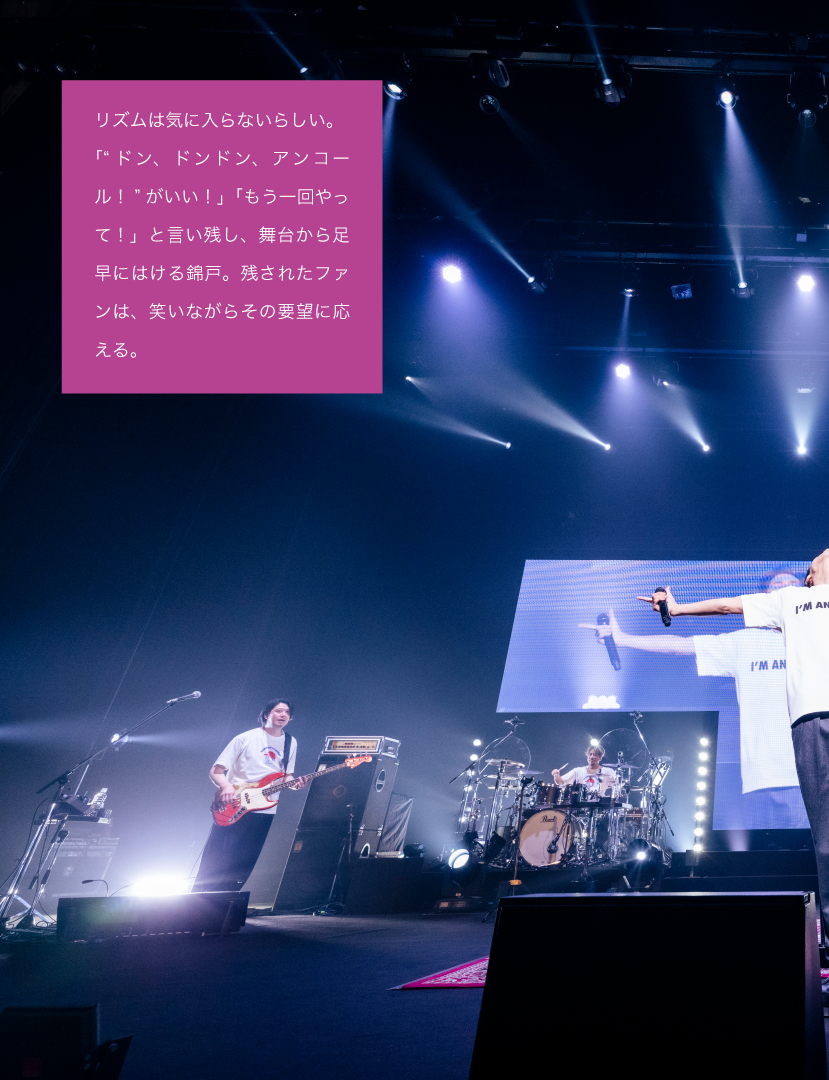 リズムは気に入らないらしい。
「“ ドン、ドンドン、アンコー
ル！ ” がいい！」「もう一回やっ
て！」と言い残し、舞台から足
早にはける錦戸。残されたファ
ンは、笑いながらその要望に応
える。
I'M AN
I'M AN
Pearl